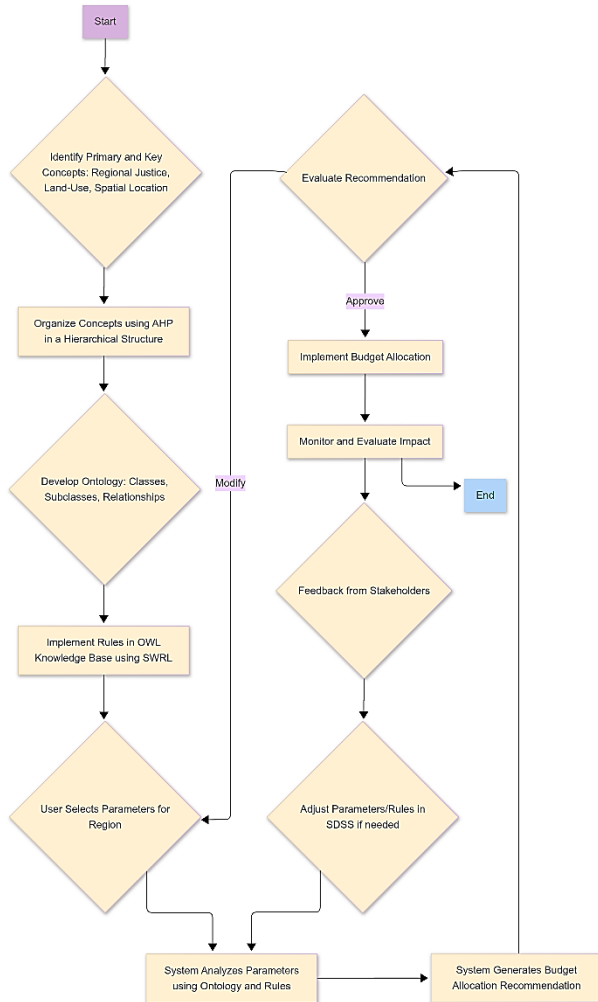 Start
Identify Primary and Key
Concepts: Regional Justice,
Land-Use, Spatial Location
Organize Concepts using AHP
in a Hierarchical Structure
Develop Ontology: Classes,
Subclasses, Relationships
Implement Rules in OWL
Knowledge Base using SWRL
User Selects Parameters for
Region
Evaluate Recommendation
Approve
Implement Budget Allocation
Monitor and Evaluate Impact
Modify
End
Feedback from Stakeholders
Adjust Parameters/Rules in
SDSS if needed
System Analyzes Parameters
using Ontology and Rules
System Generates Budget
Allocation Recommendation